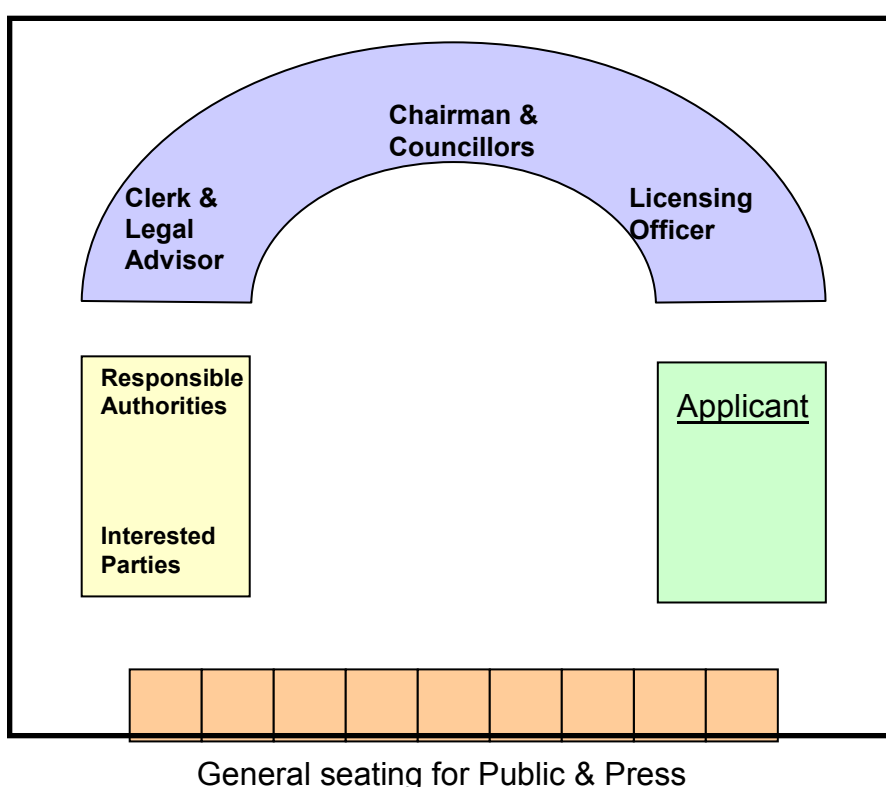 Chairman &
Councillors
Clerk &
Legal
Advisor
Licensing
Officer
Responsible
Authorities
Applicant
Interested
Parties
General seating for Public & Press